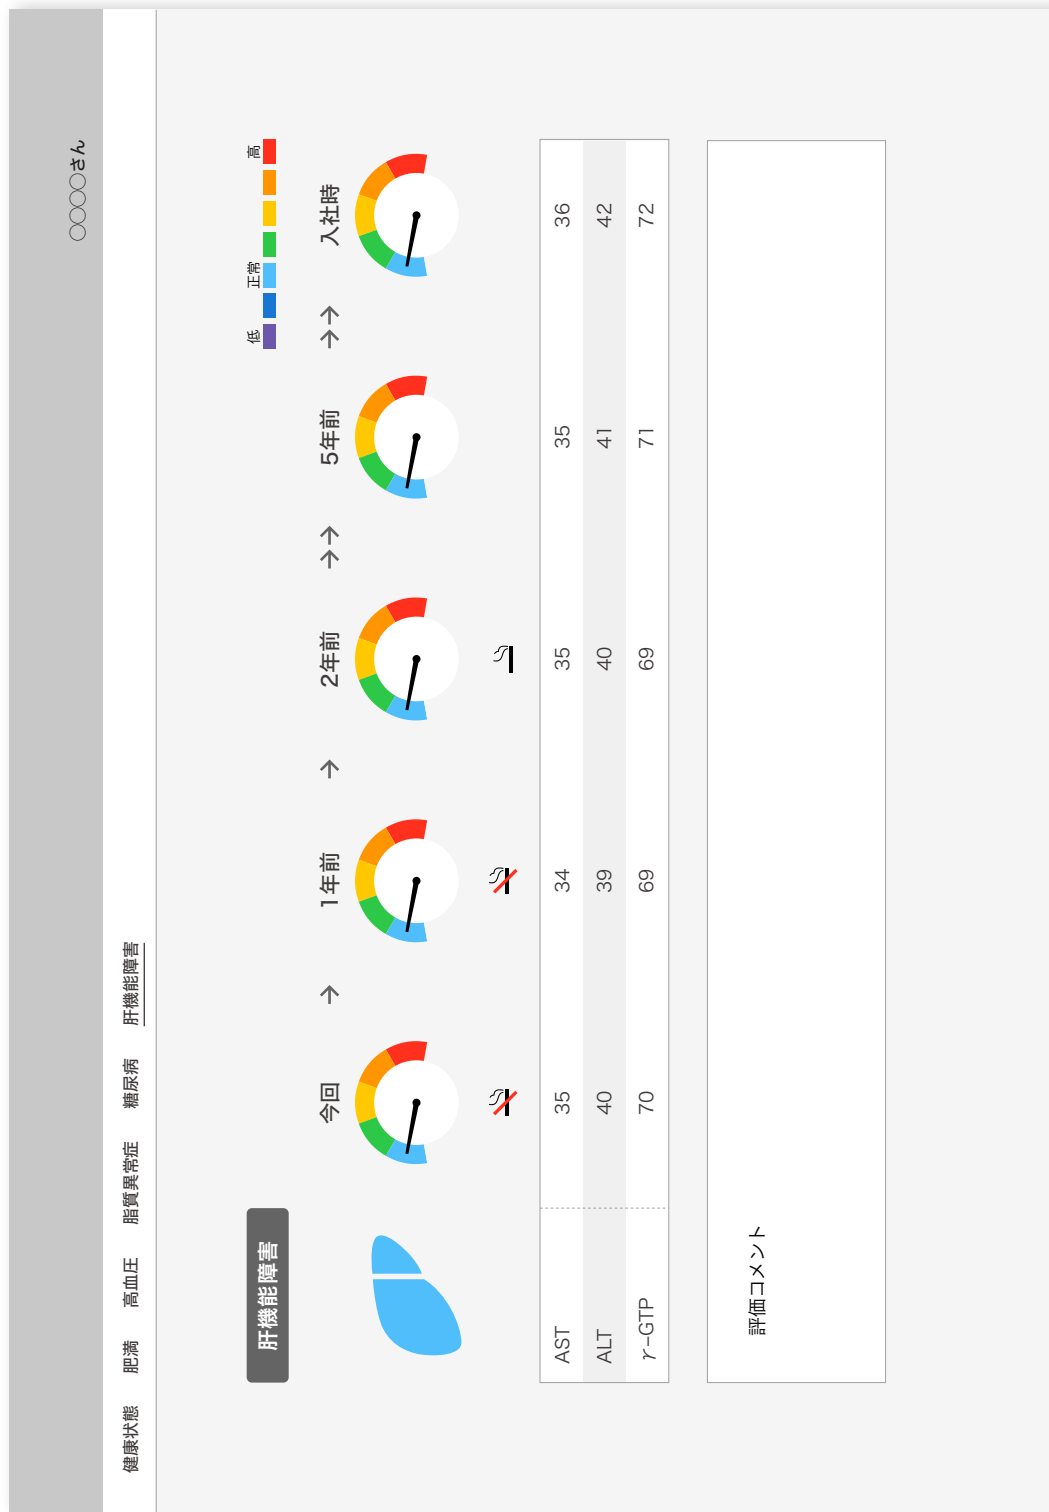 ○○○○さん
健康状態 肥満 高血圧 脂質異常症 糖尿病 肝機能障害
肝機能障害
低 正常 高
今回 → 1年前 → 2年前 →→ 5年前 →→ 入社時
AST 35 34 35 35 36
ALT 40 39 40 41 42
γ-GTP 70 69 69 71 72
評価コメント